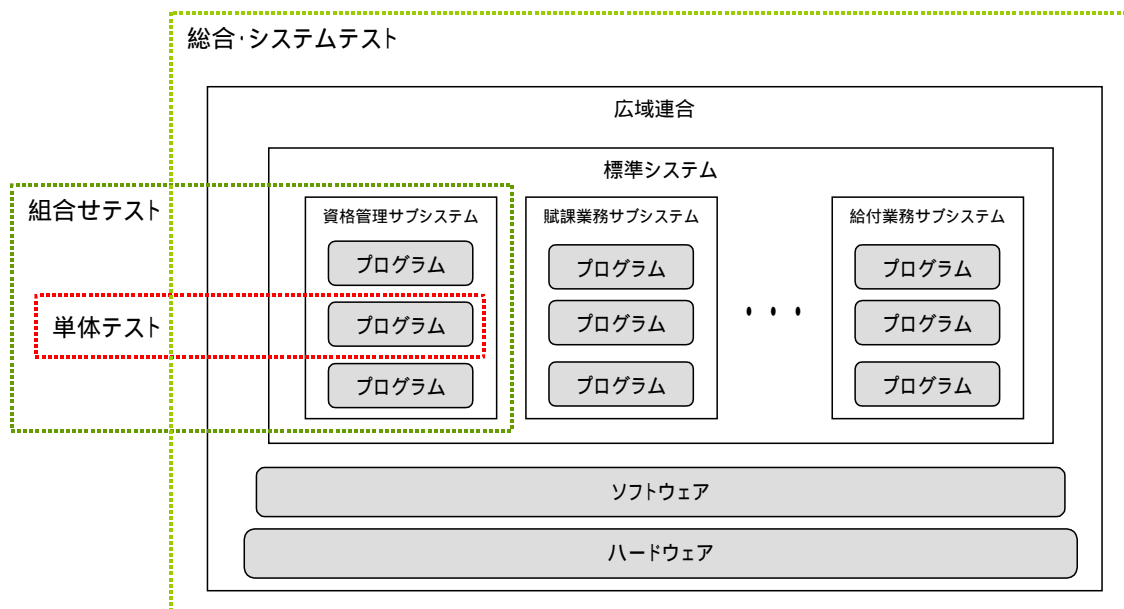 総合・システムテスト
広域連合
標準システム
組合せテスト
資格管理サブシステム
プログラム
単体テスト
プログラム
プログラム
賦課業務サブシステム
プログラム
プログラム
プログラム
・・・
給付業務サブシステム
プログラム
プログラム
プログラム
ソフトウェア
ハードウェア